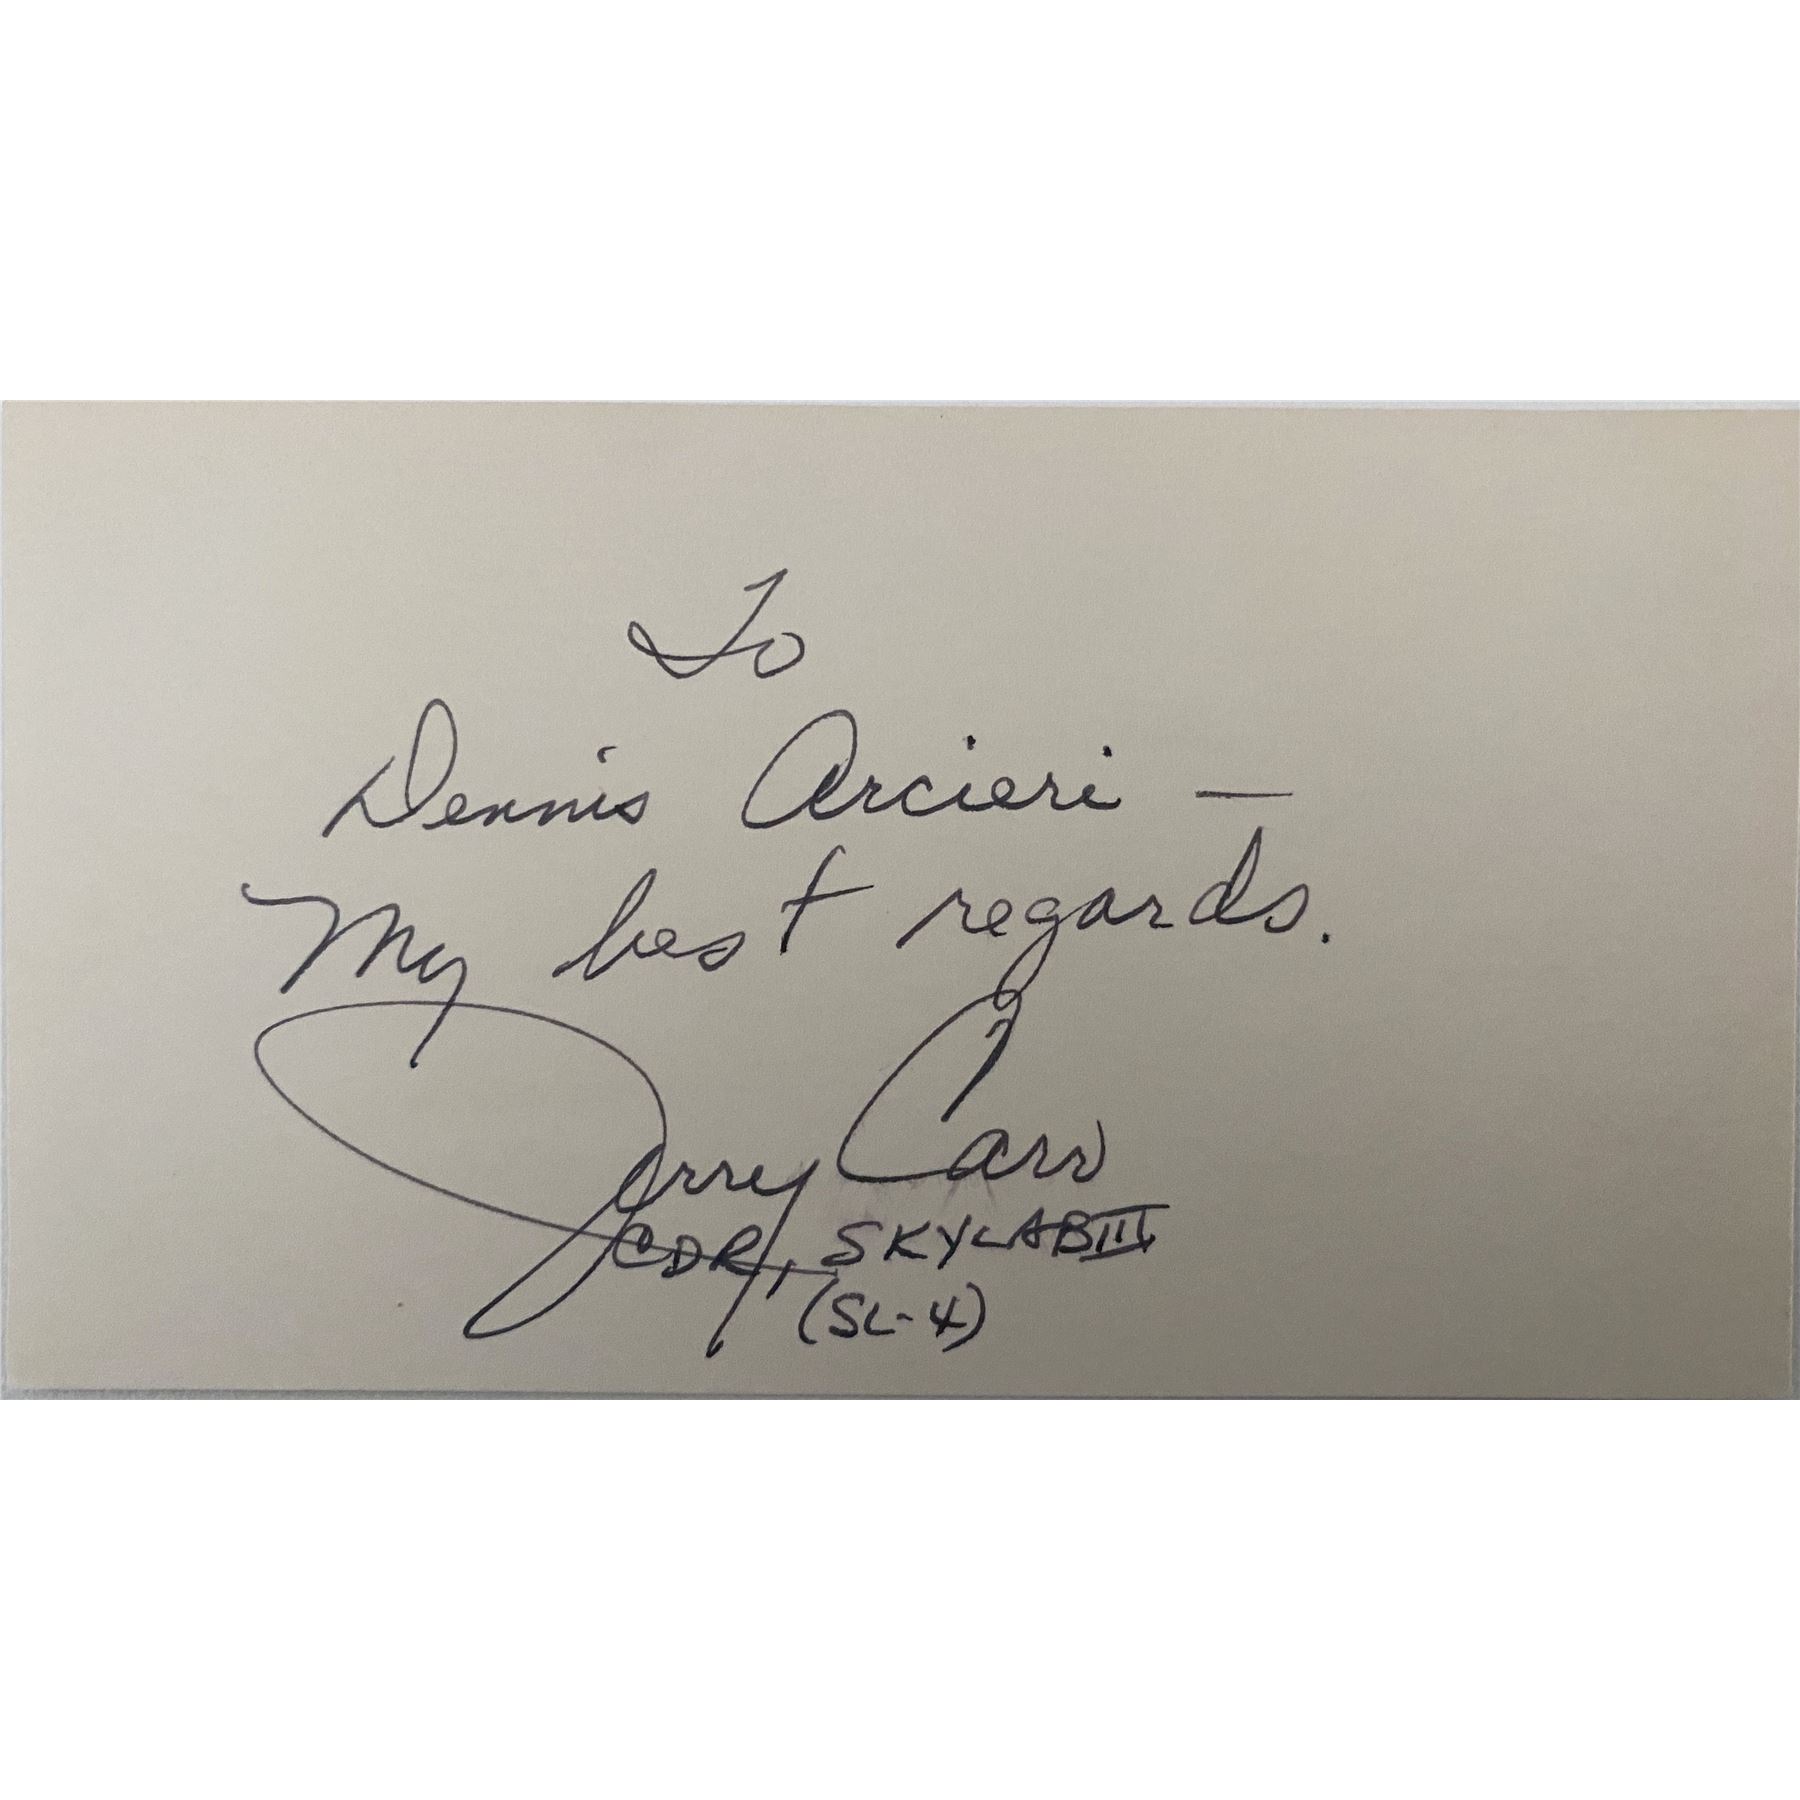 To
Dennis Arcieri —
My best regards.
Jerry Carr
CDR, SKYLAB III
(SL-4)